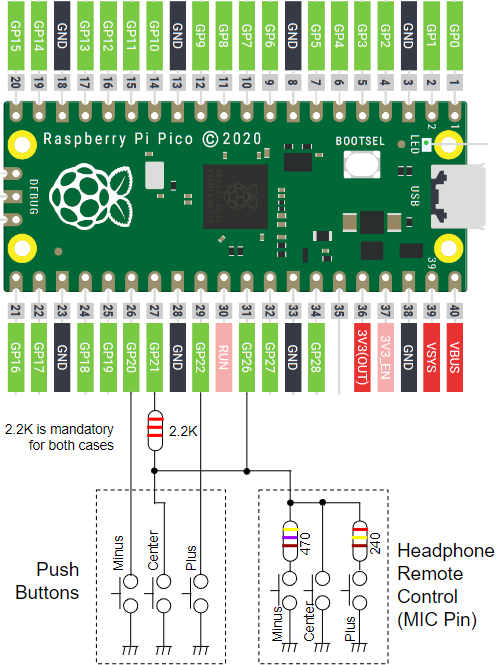 GP15 GP14 GND GP13 GP12 GP11 GP10 GND GP9 GP8 GP7 GP6 GND GP5 GP4 GP3 GP2 GND GP1 GP0
20 19 18 17 16 15 14 13 12 11 10 9 8 7 6 5 4 3 2 1
2 1
Raspberry Pi Pico © 2020
BOOTSEL
LED
DEBUG
USB
39
21 22 23 24 25 26 27 28 29 30 31 32 33 34 35 36 37 38 39 40
GP16 GP17 GND GP18 GP19 GP20 GP21 GND GP22 RUN GP26 GP27 GND GP28 3V3(OUT) 3V3_EN GND VSYS VBUS
2.2K is mandatory
for both cases
2.2K
Push
Buttons
Minus
Center
Plus
470
240
Minus
Center
Plus
Headphone
Remote
Control
(MIC Pin)